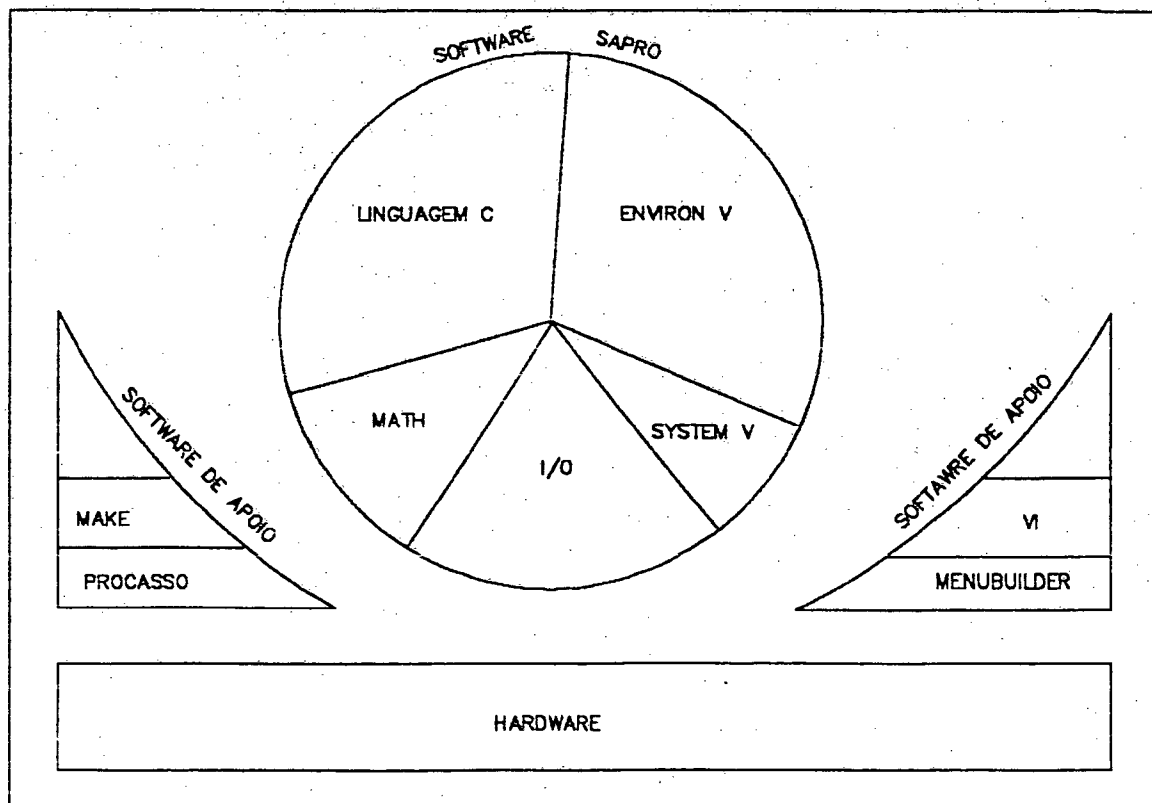 SOFTWARE SAPRO
LINGUAGEM C
ENVIRON V
MATH
I/O
SYSTEM V
SOFTWARE DE APOIO
MAKE
PROCASSO
SOFTAWRE DE APOIO
VI
MENUBUILDER
HARDWARE